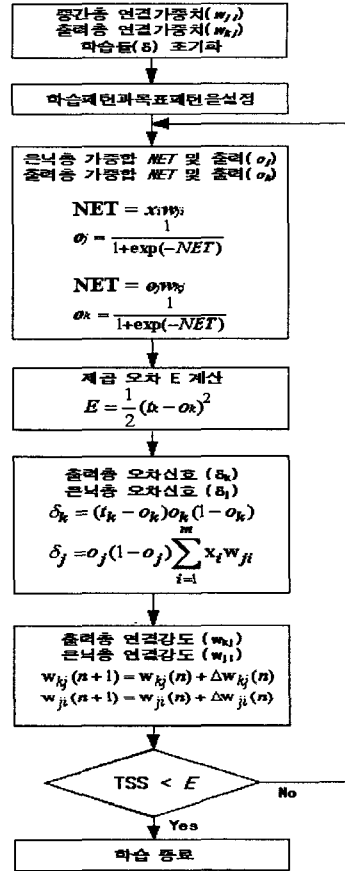 중간층 연결가중치(w_ji)
출력층 연결가중치(w_kj)
학습률(δ) 초기화
학습패턴과목표패턴을설정
은닉층 가중합 NET 및 출력(o_j)
출력층 가중합 NET 및 출력(o_k)
NET = x_i w_ji
o_j = 1 / 1+exp(−NET)
NET = o_j w_kj
o_k = 1 / 1+exp(−NET)
제곱 오차 E 계산
E = 1/2 (t_k − o_k)^2
출력층 오차신호 (δ_k)
은닉층 오차신호 (δ_j)
δ_k = (t_k − o_k)o_k(1−o_k)
δ_j = o_j(1−o_j) ∑_{i=1}^{m} x_i w_ji
출력층 연결강도 (w_kj)
은닉층 연결강도 (w_ji)
w_kj(n+1) = w_kj(n) + Δw_kj(n)
w_ji(n+1) = w_ji(n) + Δw_ji(n)
TSS < E
No
Yes
학습 종료